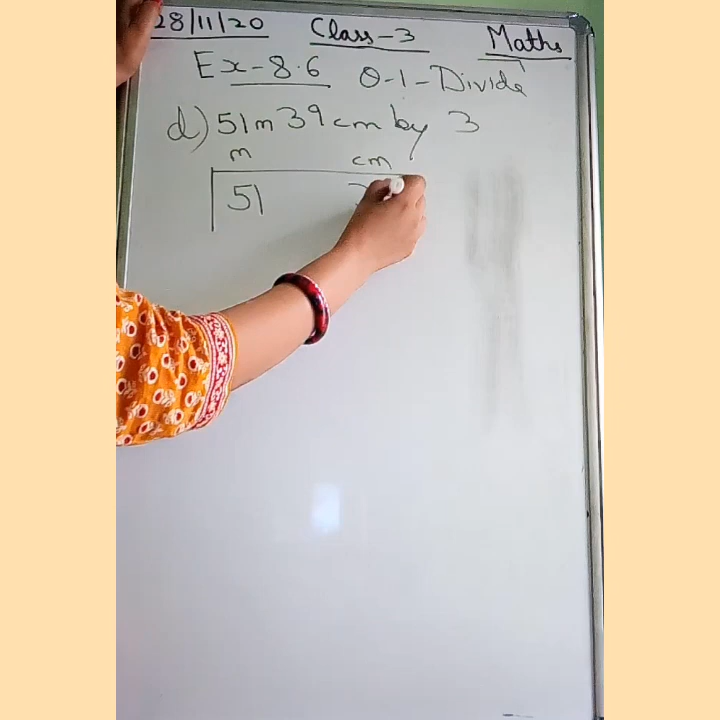 28/11/20 Class-3 Maths
Ex-8.6 Q-1-Divide
d) 51m 39cm by 3
m cm
51